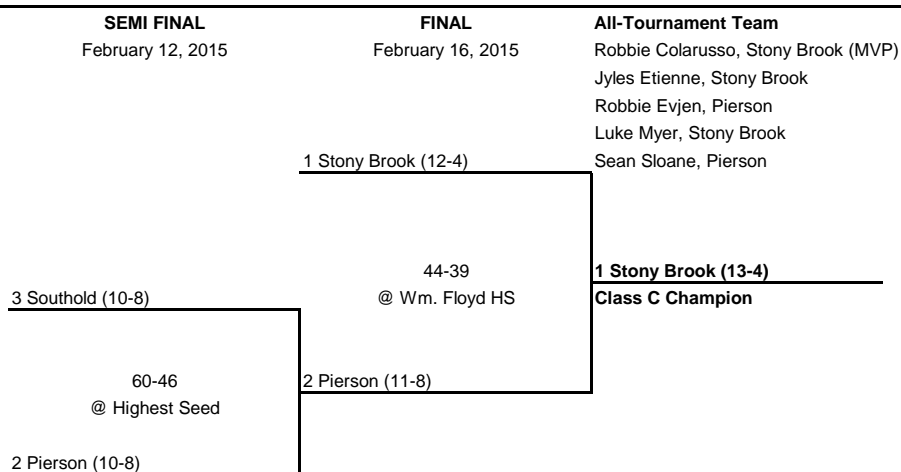 SEMI FINAL
February 12, 2015
FINAL
February 16, 2015
All-Tournament Team
Robbie Colarusso, Stony Brook (MVP)
Jyles Etienne, Stony Brook
Robbie Evjen, Pierson
Luke Myer, Stony Brook
Sean Sloane, Pierson
1 Stony Brook (12-4)
44-39
@ Wm. Floyd HS
1 Stony Brook (13-4)
Class C Champion
3 Southold (10-8)
60-46
@ Highest Seed
2 Pierson (11-8)
2 Pierson (10-8)